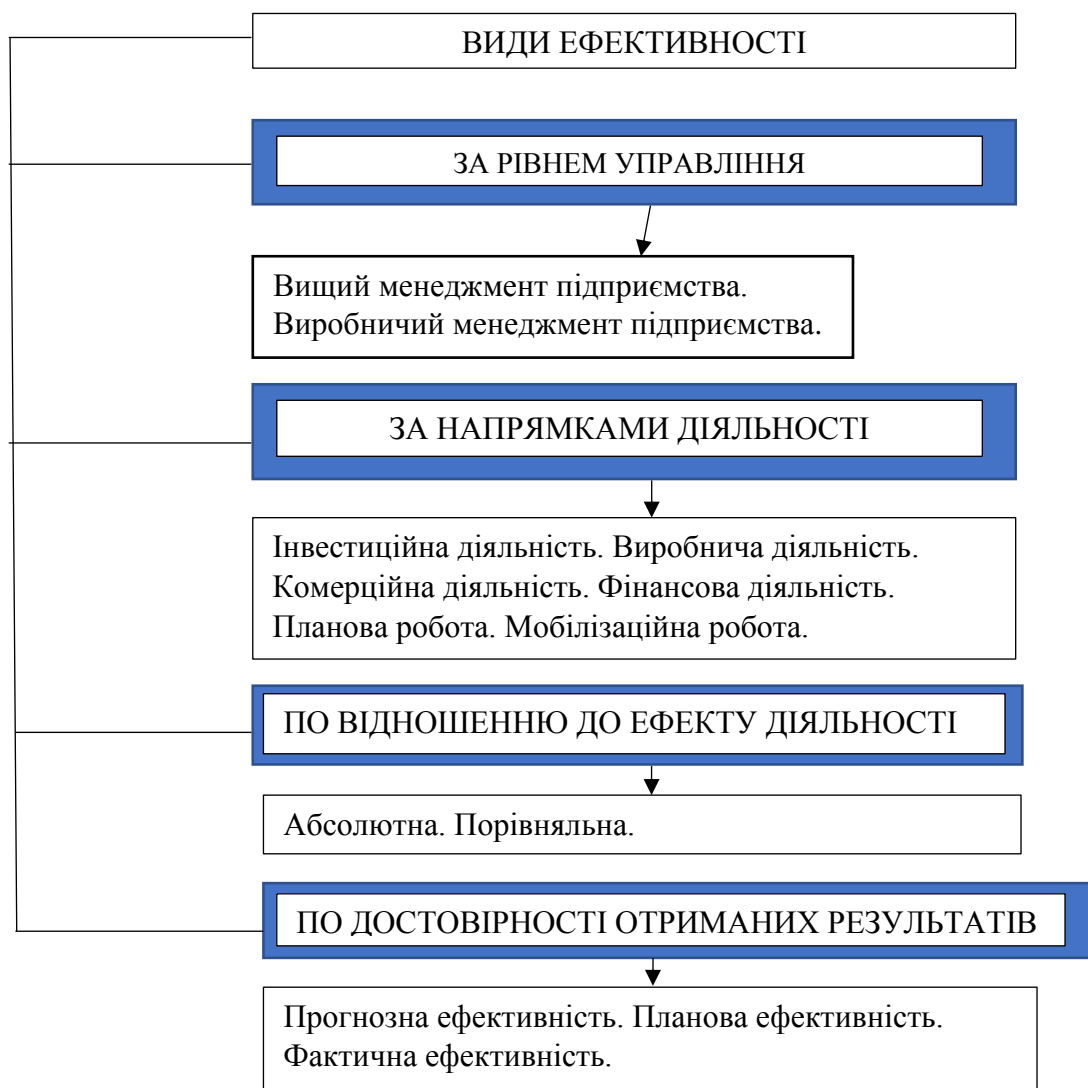 ВИДИ ЕФЕКТИВНОСТІ
ЗА РІВНЕМ УПРАВЛІННЯ
Вищий менеджмент підприємства.
Виробничий менеджмент підприємства.
ЗА НАПРЯМКАМИ ДІЯЛЬНОСТІ
Інвестиційна діяльність. Виробнича діяльність.
Комерційна діяльність. Фінансова діяльність.
Планова робота. Мобілізаційна робота.
ПО ВІДНОШЕННЮ ДО ЕФЕКТУ ДІЯЛЬНОСТІ
Абсолютна. Порівняльна.
ПО ДОСТОВІРНОСТІ ОТРИМАНИХ РЕЗУЛЬТАТІВ
Прогнозна ефективність. Планова ефективність.
Фактична ефективність.